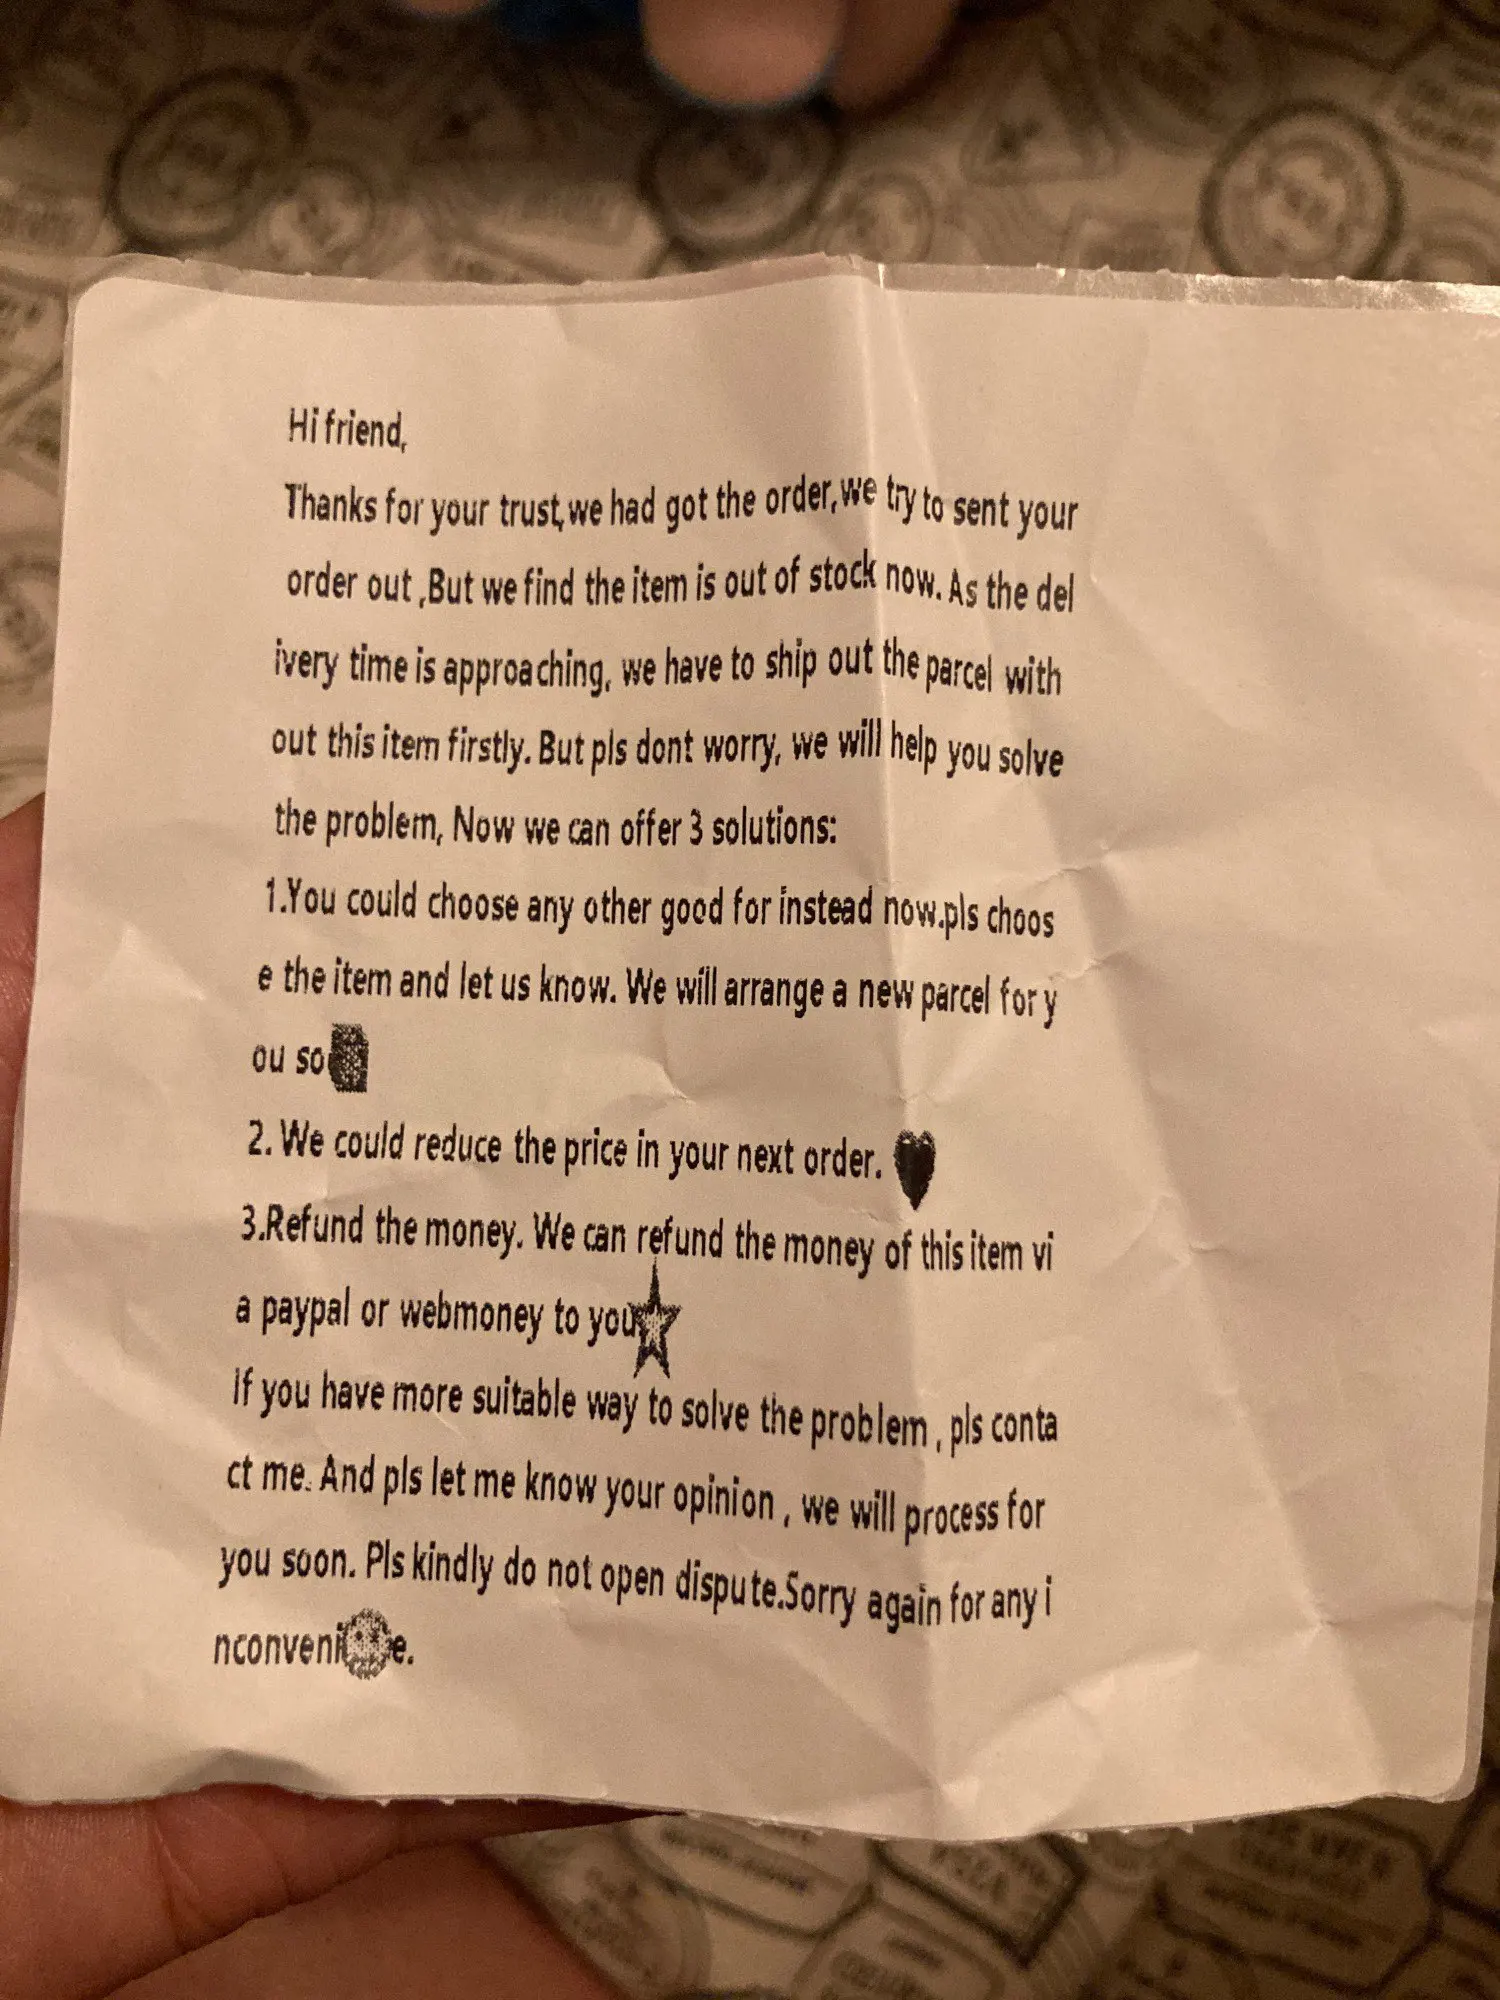 Hi friend,
Thanks for your trust,we had got the order,we try to sent your
order out ,But we find the item is out of stock now. As the del
ivery time is approaching, we have to ship out the parcel with
out this item firstly. But pls dont worry, we will help you solve
the problem, Now we can offer 3 solutions:
1.You could choose any other good for instead now.pls choos
e the item and let us know. We will arrange a new parcel for y
ou so
2. We could reduce the price in your next order.
3.Refund the money. We can refund the money of this item vi
a paypal or webmoney to you
If you have more suitable way to solve the problem , pls conta
ct me. And pls let me know your opinion , we will process for
you soon. Pls kindly do not open dispute.Sorry again for any i
nconveni e.